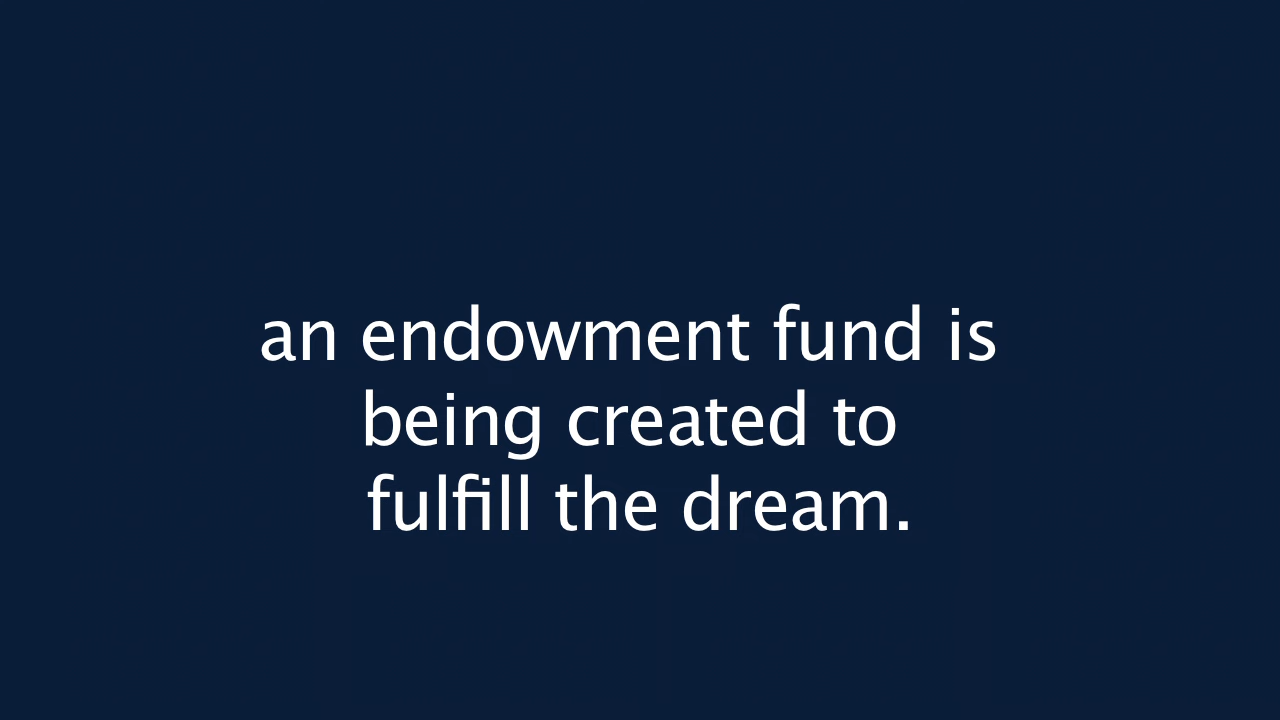 an endowment fund is
being created to
fulfill the dream.